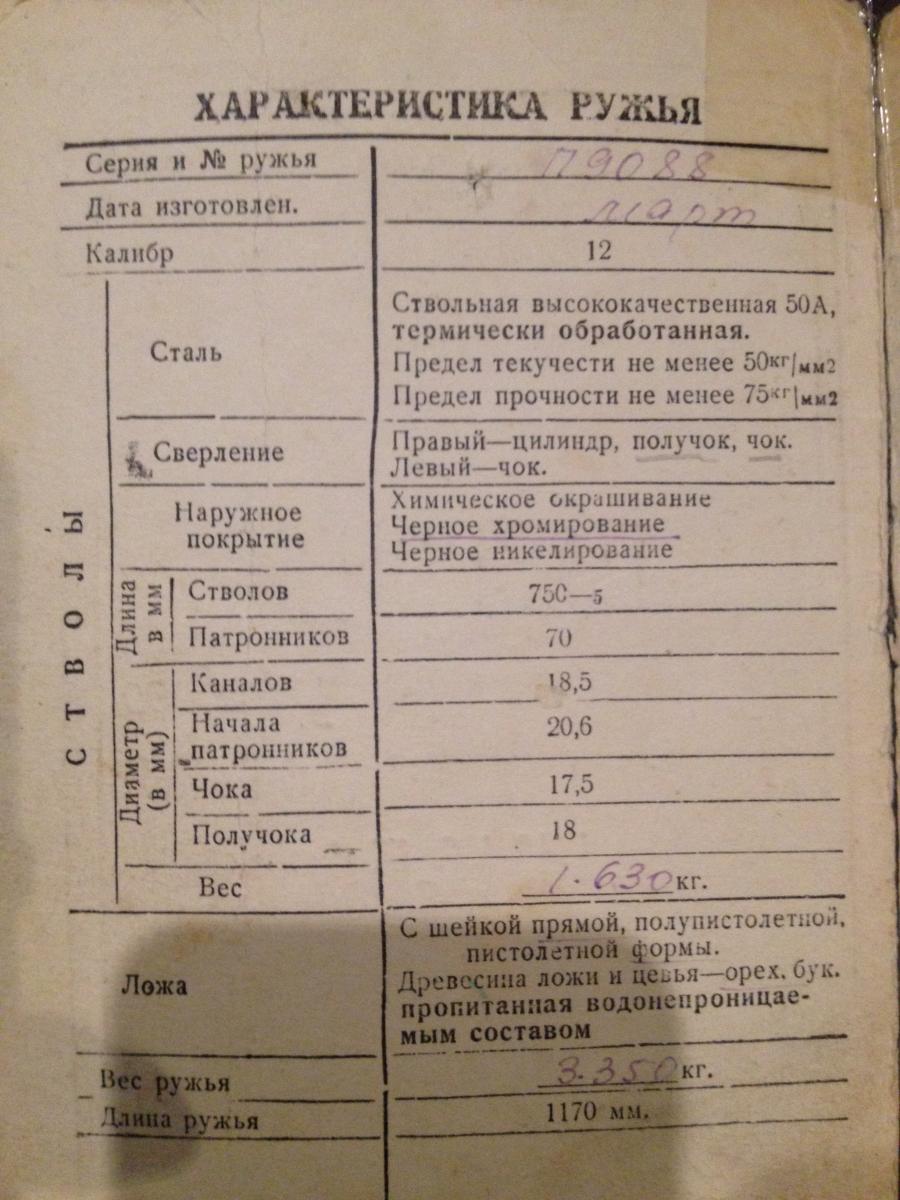 ХАРАКТЕРИСТИКА РУЖЬЯ
Серия и № ружья П9088
Дата изготовлен. март
Калибр 12
СТВОЛЫ
Сталь
Ствольная высококачественная 50А,
термически обработанная.
Предел текучести не менее 50кг/мм2
Предел прочности не менее 75кг/мм2
Сверление
Правый—цилиндр, получок, чок.
Левый—чок.
Наружное
покрытие
Химическое окрашивание
Черное хромирование
Черное никелирование
Длина
в мм
Стволов 750—5
Патронников 70
Диаметр
(в мм)
Каналов 18,5
Начала
патронников 20,6
Чока 17,5
Получока 18
Вес 1.630 кг.
Ложа
С шейкой прямой, полупистолетной,
пистолетной формы.
Древесина ложи и цевья—орех, бук.
пропитанная водонепроницае-
мым составом
Вес ружья 3.350 кг.
Длина ружья 1170 мм.